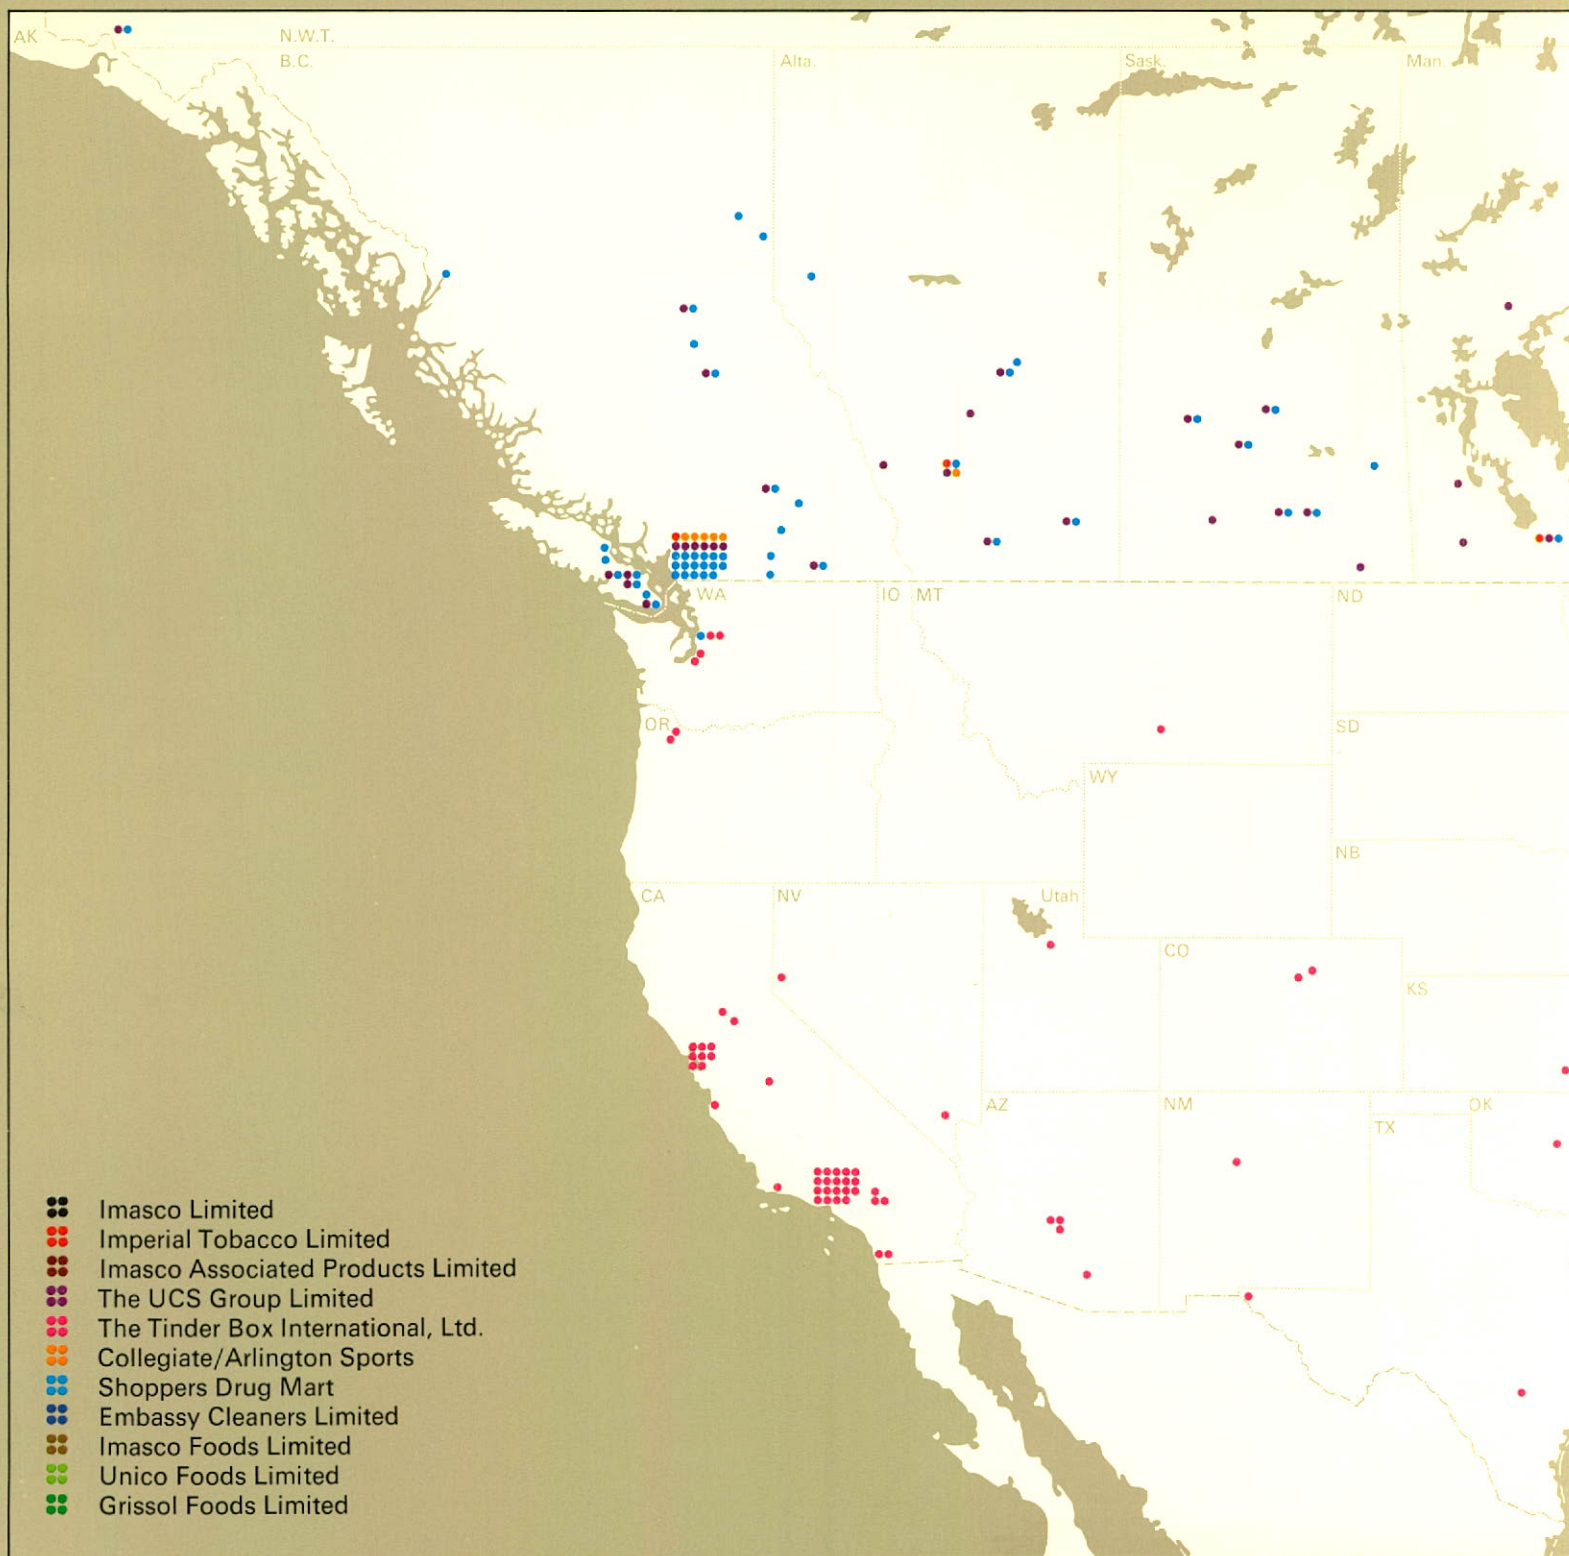 AK
N.W.T.
B.C.
Alta.
Sask.
Man.
WA
IO
MT
ND
OR
SD
WY
NB
CA
NV
Utah
CO
KS
AZ
NM
OK
TX
Imasco Limited
Imperial Tobacco Limited
Imasco Associated Products Limited
The UCS Group Limited
The Tinder Box International, Ltd.
Collegiate/Arlington Sports
Shoppers Drug Mart
Embassy Cleaners Limited
Imasco Foods Limited
Unico Foods Limited
Grissol Foods Limited